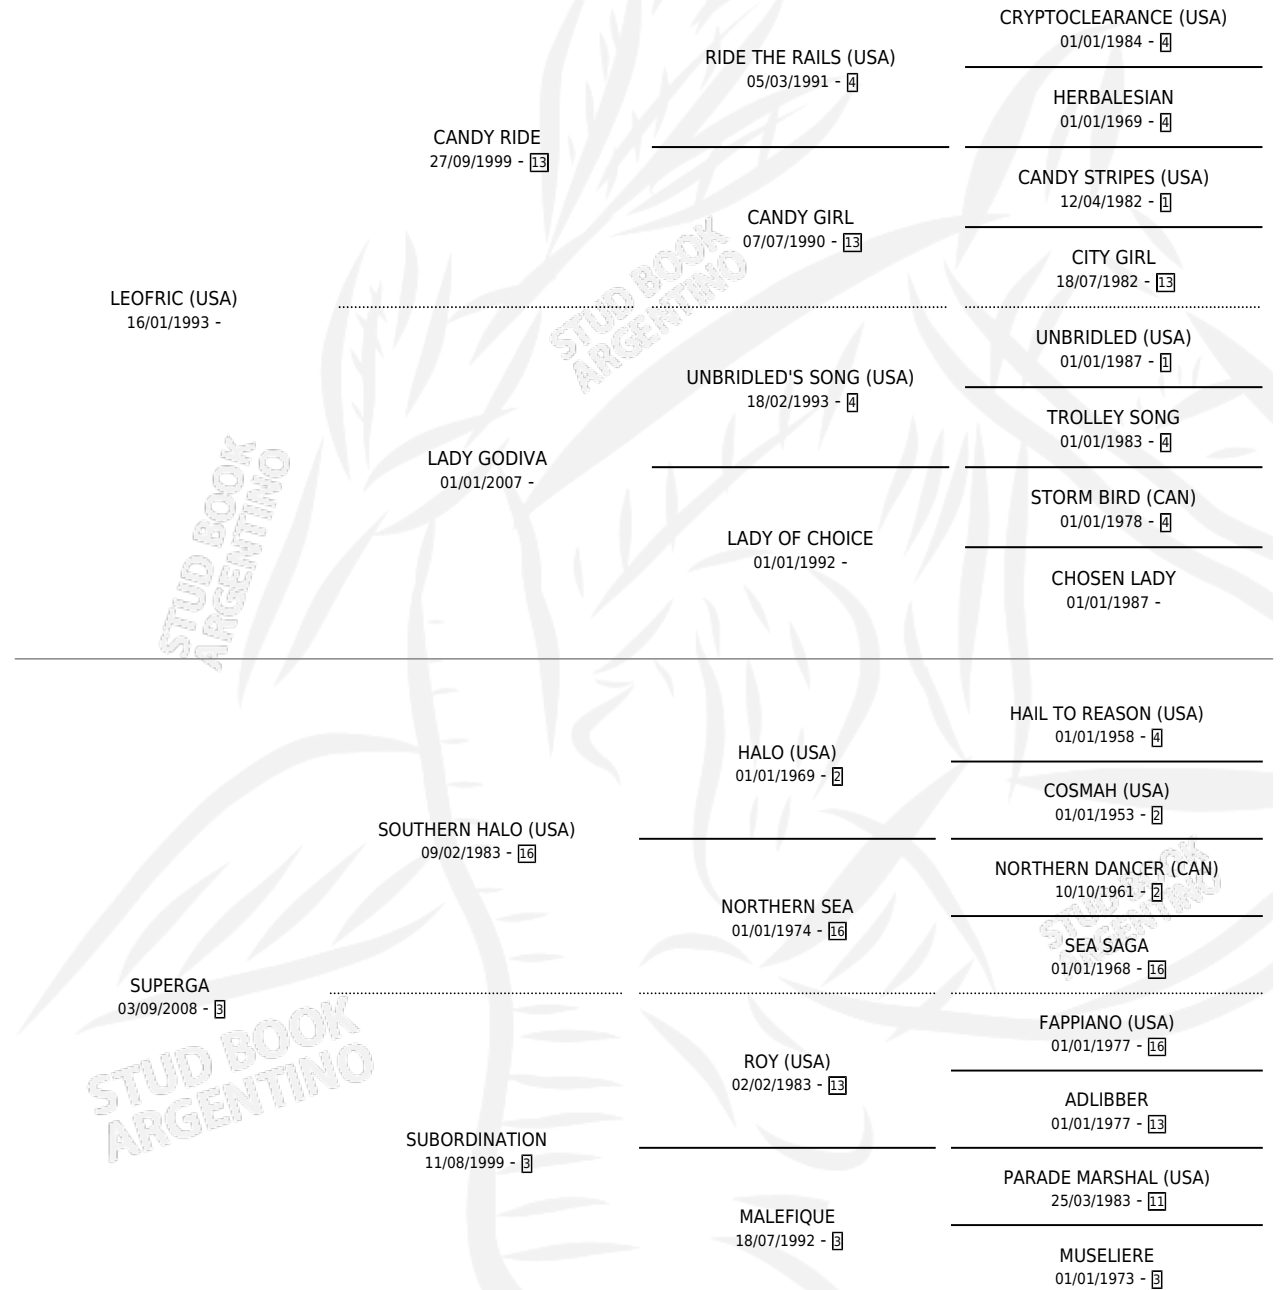 CRYPTOCLEARANCE (USA)
01/01/1984 - 4
RIDE THE RAILS (USA)
05/03/1991 - 4
HERBALESIAN
01/01/1969 - 4
CANDY RIDE
27/09/1999 - 13
CANDY STRIPES (USA)
12/04/1982 - 1
CANDY GIRL
07/07/1990 - 13
CITY GIRL
18/07/1982 - 13
LEOFRIC (USA)
16/01/1993 -
UNBRIDLED (USA)
01/01/1987 - 1
UNBRIDLED'S SONG (USA)
18/02/1993 - 4
TROLLEY SONG
01/01/1983 - 4
LADY GODIVA
01/01/2007 -
STORM BIRD (CAN)
01/01/1978 - 4
LADY OF CHOICE
01/01/1992 -
CHOSEN LADY
01/01/1987 -
HAIL TO REASON (USA)
01/01/1958 - 4
HALO (USA)
01/01/1969 - 2
COSMAH (USA)
01/01/1953 - 2
SOUTHERN HALO (USA)
09/02/1983 - 16
NORTHERN DANCER (CAN)
10/10/1961 - 2
NORTHERN SEA
01/01/1974 - 16
SEA SAGA
01/01/1968 - 16
SUPERGA
03/09/2008 - 3
FAPPIANO (USA)
01/01/1977 - 16
ROY (USA)
02/02/1983 - 13
ADLIBBER
01/01/1977 - 13
SUBORDINATION
11/08/1999 - 3
PARADE MARSHAL (USA)
25/03/1983 - 11
MALEFIQUE
18/07/1992 - 3
MUSELIERE
01/01/1973 - 3
STUD BOOK
ARGENTINO
STUD BOOK
ARGENTINO
STUD BOOK
ARGENTINO
STUD BOOK
ARGENTINO